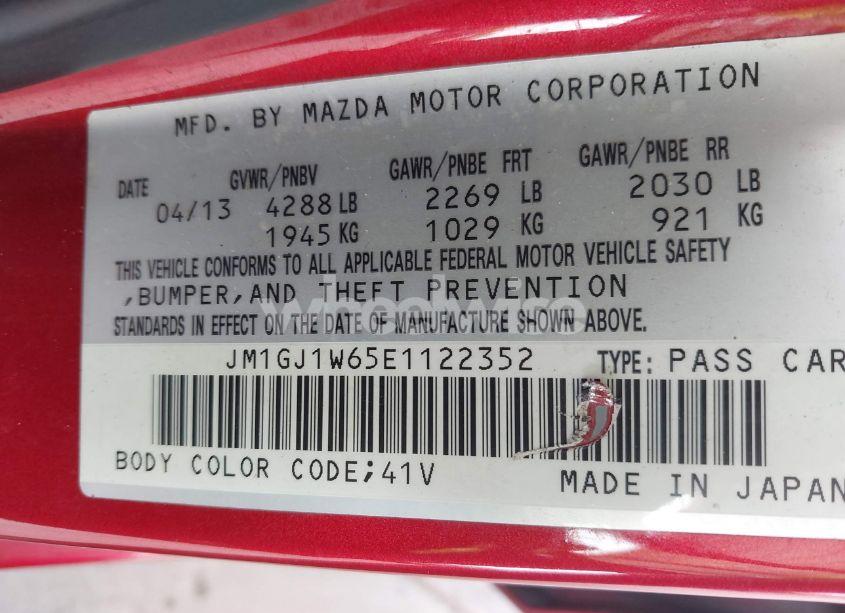 MFD. BY MAZDA MOTOR CORPORATION
DATE GVWR/PNBV GAWR/PNBE FRT GAWR/PNBE RR
04/13 4288 LB 2269 LB 2030 LB
1945 KG 1029 KG 921 KG
THIS VEHICLE CONFORMS TO ALL APPLICABLE FEDERAL MOTOR VEHICLE SAFETY
,BUMPER,AND THEFT PREVENTION
STANDARDS IN EFFECT ON THE DATE OF MANUFACTURE SHOWN ABOVE.
JM1GJ1W65E1122352 TYPE: PASS CAR
BODY COLOR CODE;41V
MADE IN JAPAN